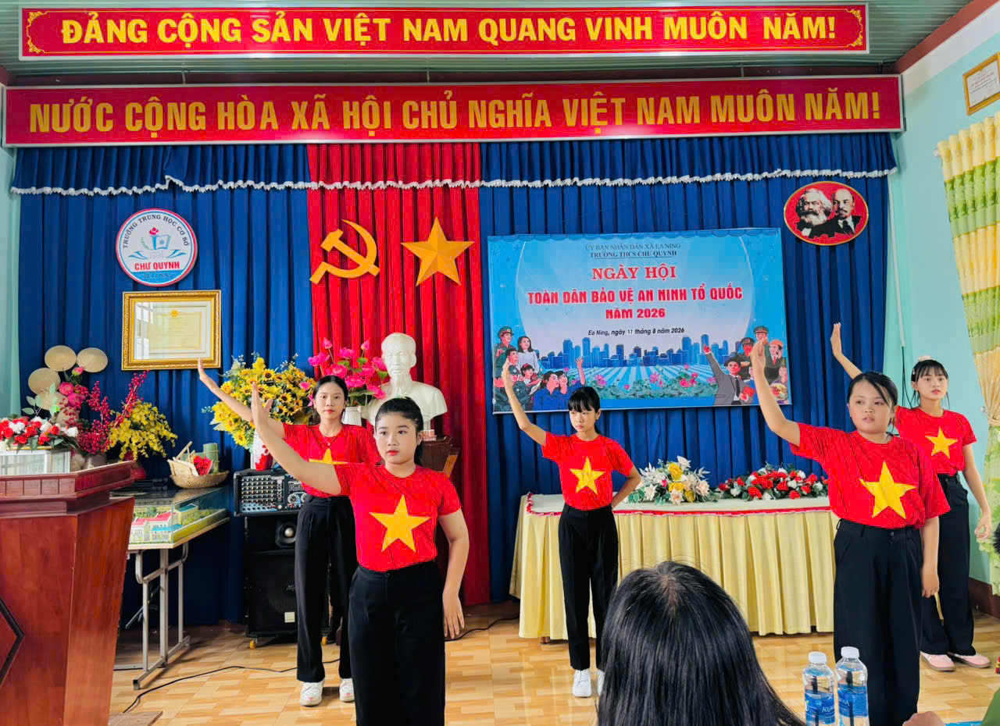 ĐẢNG CỘNG SẢN VIỆT NAM QUANG VINH MUÔN NĂM!
NƯỚC CỘNG HÒA XÃ HỘI CHỦ NGHĨA VIỆT NAM MUÔN NĂM!
TRƯỜNG TRUNG HỌC CƠ SỞ
CHƯ QUYNH
ỦY BAN NHÂN DÂN XÃ EA NING
TRƯỜNG THCS CHƯ QUYNH
NGÀY HỘI
TOÀN DÂN BẢO VỆ AN NINH TỔ QUỐC
NĂM 2026
Ea Ning, ngày 11 tháng 8 năm 2026